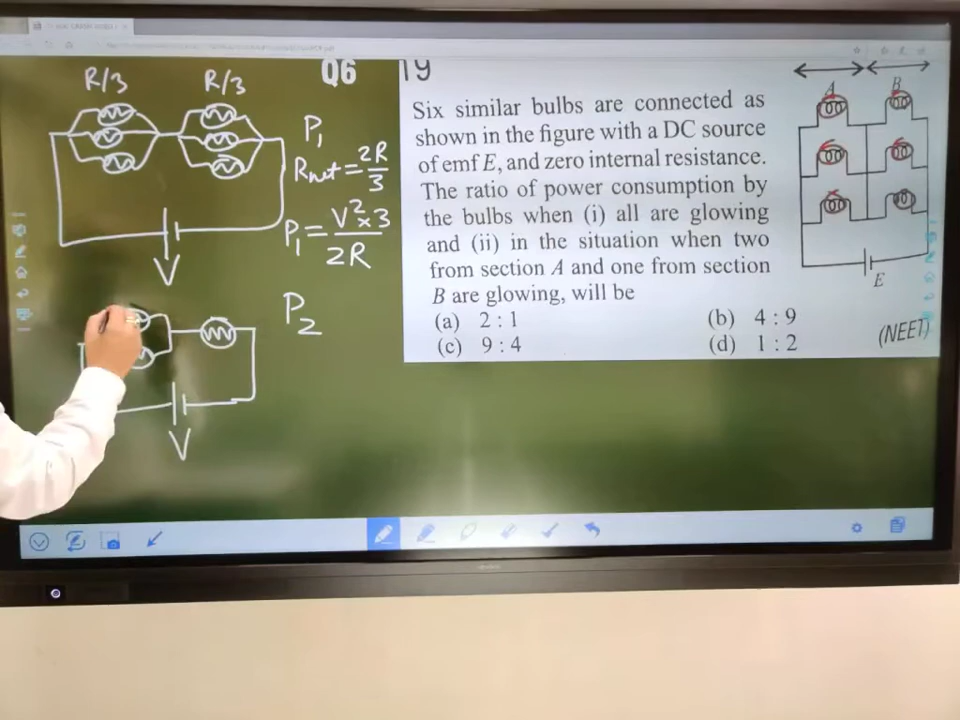 R/3 R/3
P₁
Rnet = 2R/3
P₁ = V² × 3 / 2R
V
P₂
V
Q6 19
Six similar bulbs are connected as
shown in the figure with a DC source
of emf E, and zero internal resistance.
The ratio of power consumption by
the bulbs when (i) all are glowing
and (ii) in the situation when two
from section A and one from section
B are glowing, will be
(a) 2 : 1 (b) 4 : 9
(c) 9 : 4 (d) 1 : 2
(NEET)
A B
E